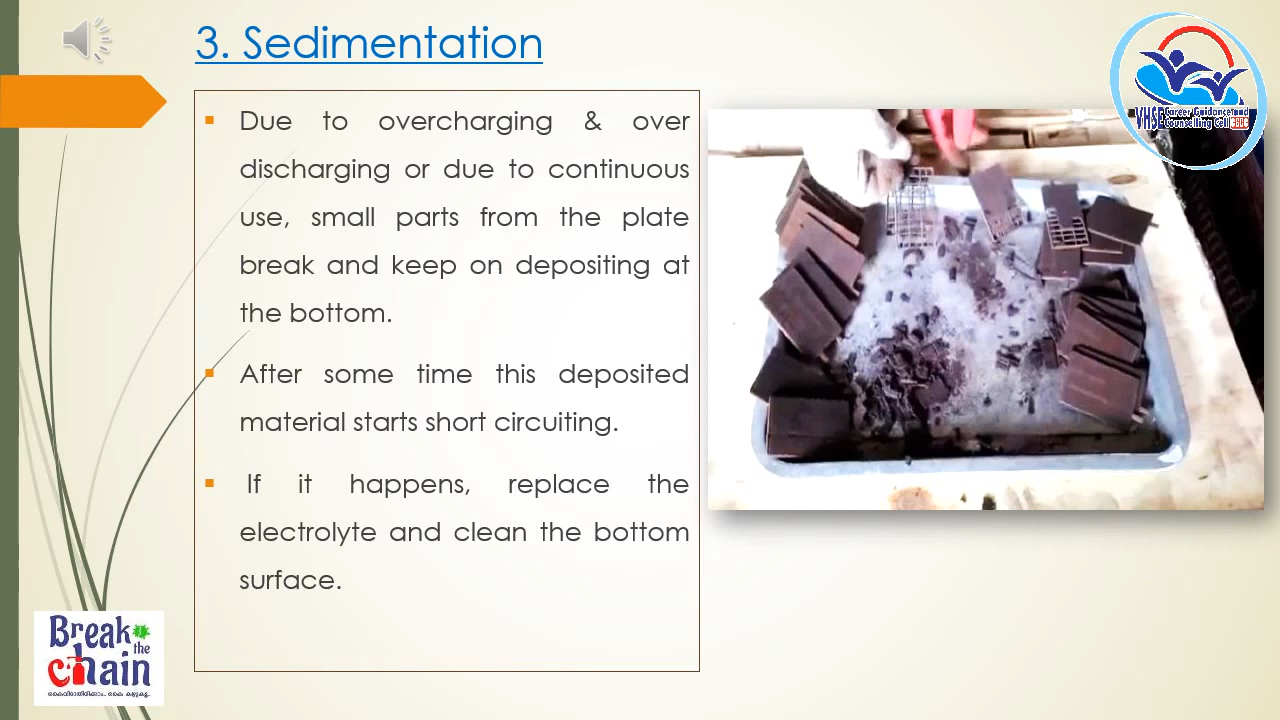 3. Sedimentation
Due to overcharging & over
discharging or due to continuous
use, small parts from the plate
break and keep on depositing at
the bottom.
After some time this deposited
material starts short circuiting.
If it happens, replace the
electrolyte and clean the bottom
surface.
VHSE Career Guidance and
Counselling Cell
Break
the
chain